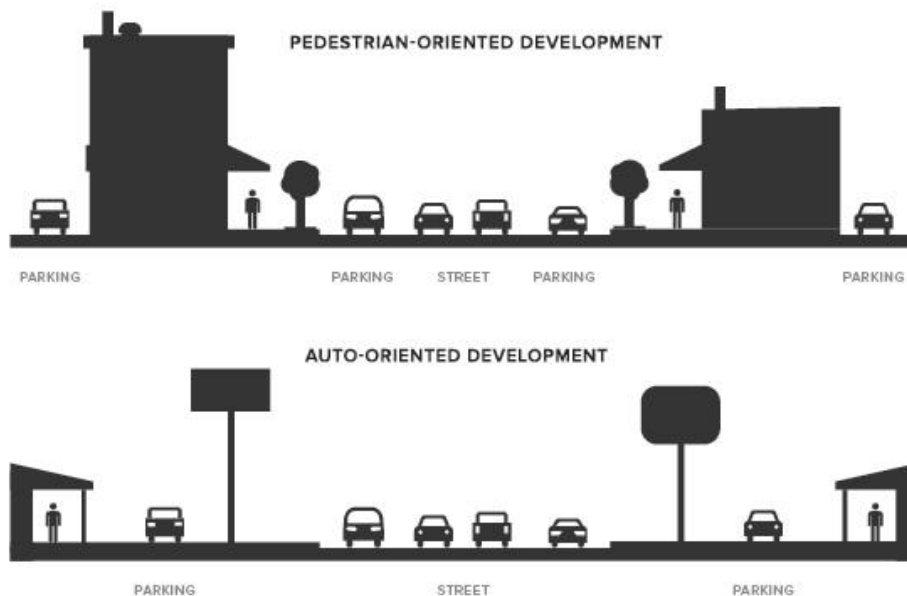 PEDESTRIAN-ORIENTED DEVELOPMENT
PARKING PARKING STREET PARKING PARKING
AUTO-ORIENTED DEVELOPMENT
PARKING STREET PARKING